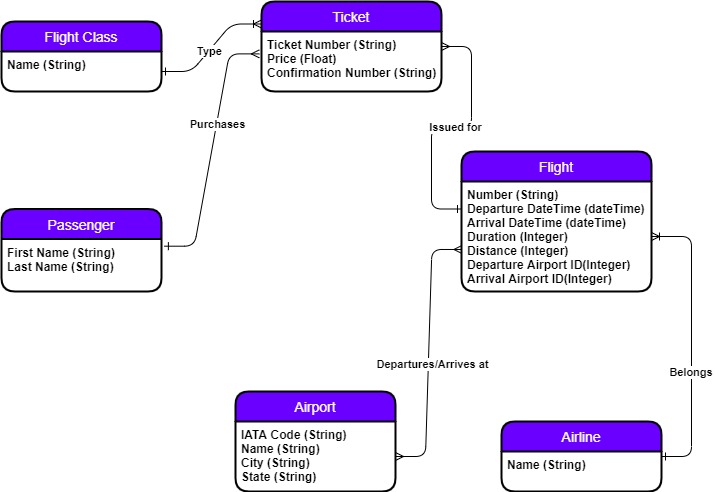 Flight Class
Name (String)
Type
Ticket
Ticket Number (String)
Price (Float)
Confirmation Number (String)
Purchases
Issued for
Passenger
First Name (String)
Last Name (String)
Flight
Number (String)
Departure DateTime (dateTime)
Arrival DateTime (dateTime)
Duration (Integer)
Distance (Integer)
Departure Airport ID(Integer)
Arrival Airport ID(Integer)
Departures/Arrives at
Belongs
Airport
IATA Code (String)
Name (String)
City (String)
State (String)
Airline
Name (String)